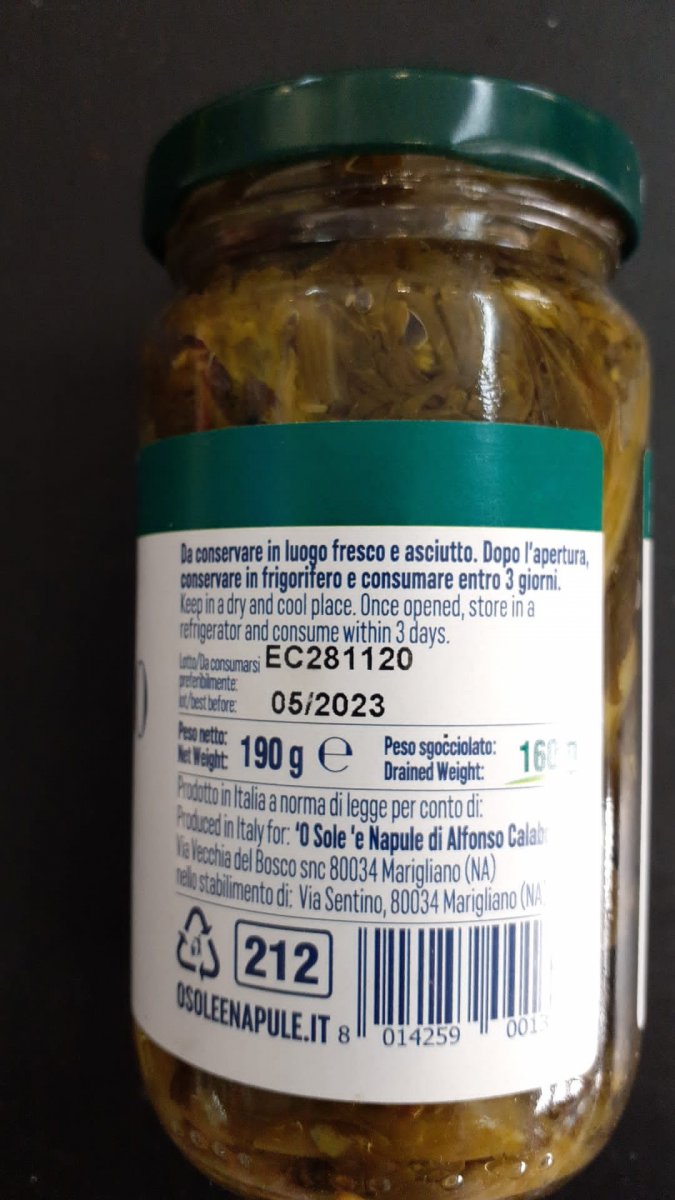 Da conservare in luogo fresco e asciutto. Dopo l'apertura,
conservare in frigorifero e consumare entro 3 giorni.
Keep in a dry and cool place. Once opened, store in a
refrigerator and consume within 3 days.
Lotto/Da consumarsi EC281120
preferibilmente:
lot/best before: 05/2023
Peso netto:
Net Weight: 190 g e
Peso sgocciolato:
Drained Weight:
Prodotto in Italia a norma di legge per conto di:
Produced in Italy for: 'O Sole 'e Napule di Alfonso
Via Vecchia del Bosco snc 80034 Marigliano (NA)
nello stabilimento di: Via Sentino, 80034 Marigliano (NA
212
OSOLEENAPULE.IT
8 014259